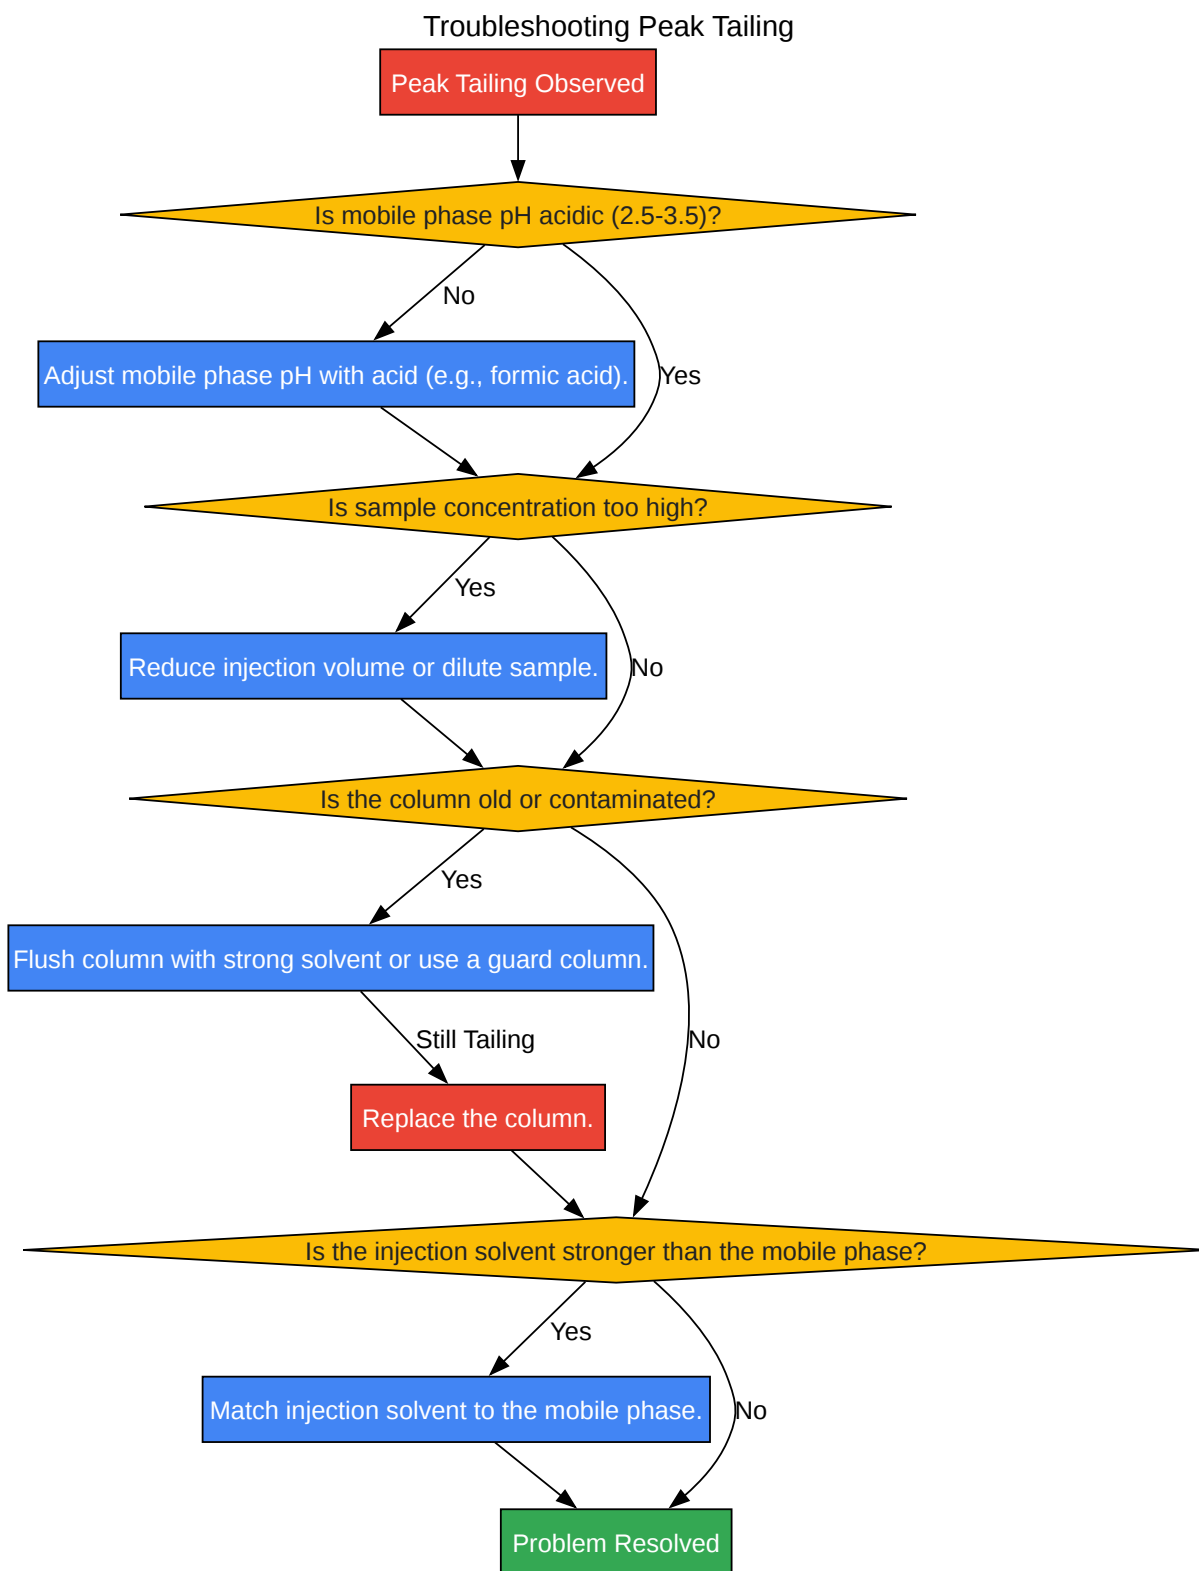 Troubleshooting Peak Tailing
Peak Tailing Observed
Is mobile phase pH acidic (2.5-3.5)?
No
Adjust mobile phase pH with acid (e.g., formic acid).
Yes
Is sample concentration too high?
Yes
Reduce injection volume or dilute sample.
No
Is the column old or contaminated?
Yes
Flush column with strong solvent or use a guard column.
Still Tailing
No
Replace the column.
Is the injection solvent stronger than the mobile phase?
Yes
Match injection solvent to the mobile phase.
No
Problem Resolved